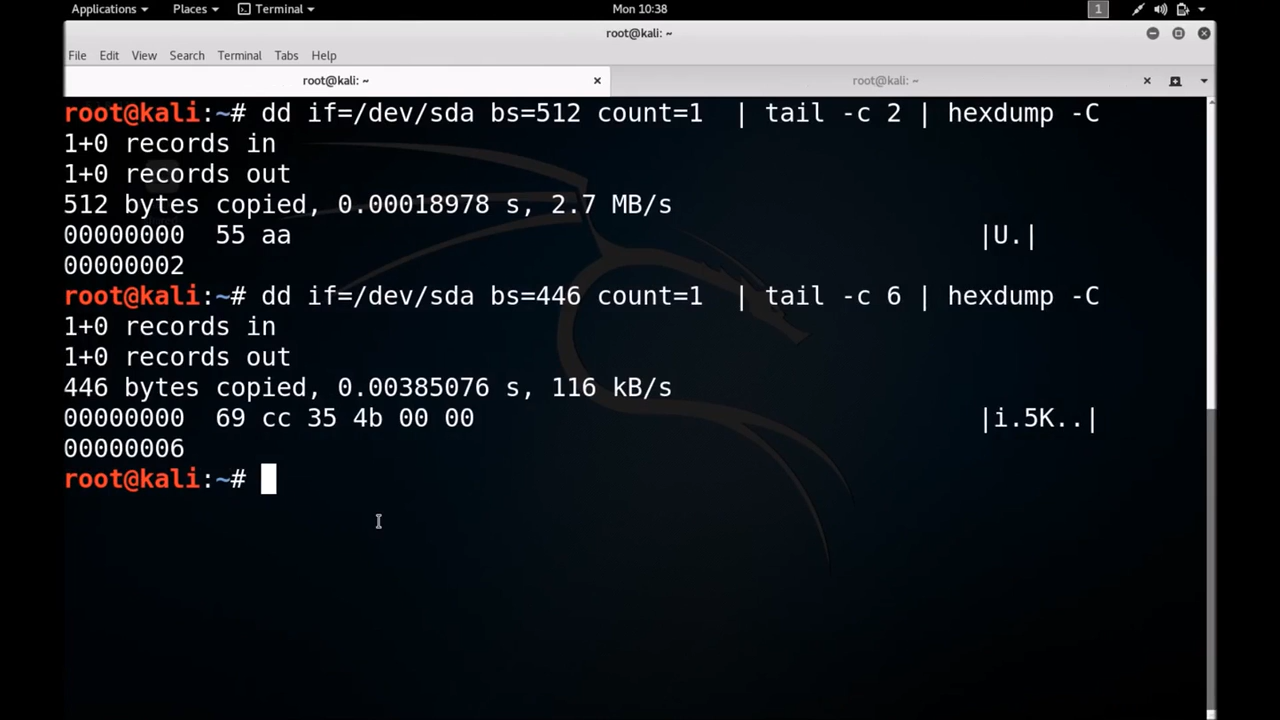 Applications Places Terminal Mon 10:38 1
root@kali: ~
File Edit View Search Terminal Tabs Help
root@kali: ~ root@kali: ~
root@kali:~# dd if=/dev/sda bs=512 count=1  | tail -c 2 | hexdump -C
1+0 records in
1+0 records out
512 bytes copied, 0.00018978 s, 2.7 MB/s
00000000  55 aa                                             |U.|
00000002
root@kali:~# dd if=/dev/sda bs=446 count=1  | tail -c 6 | hexdump -C
1+0 records in
1+0 records out
446 bytes copied, 0.00385076 s, 116 kB/s
00000000  69 cc 35 4b 00 00                                 |i.5K..|
00000006
root@kali:~#